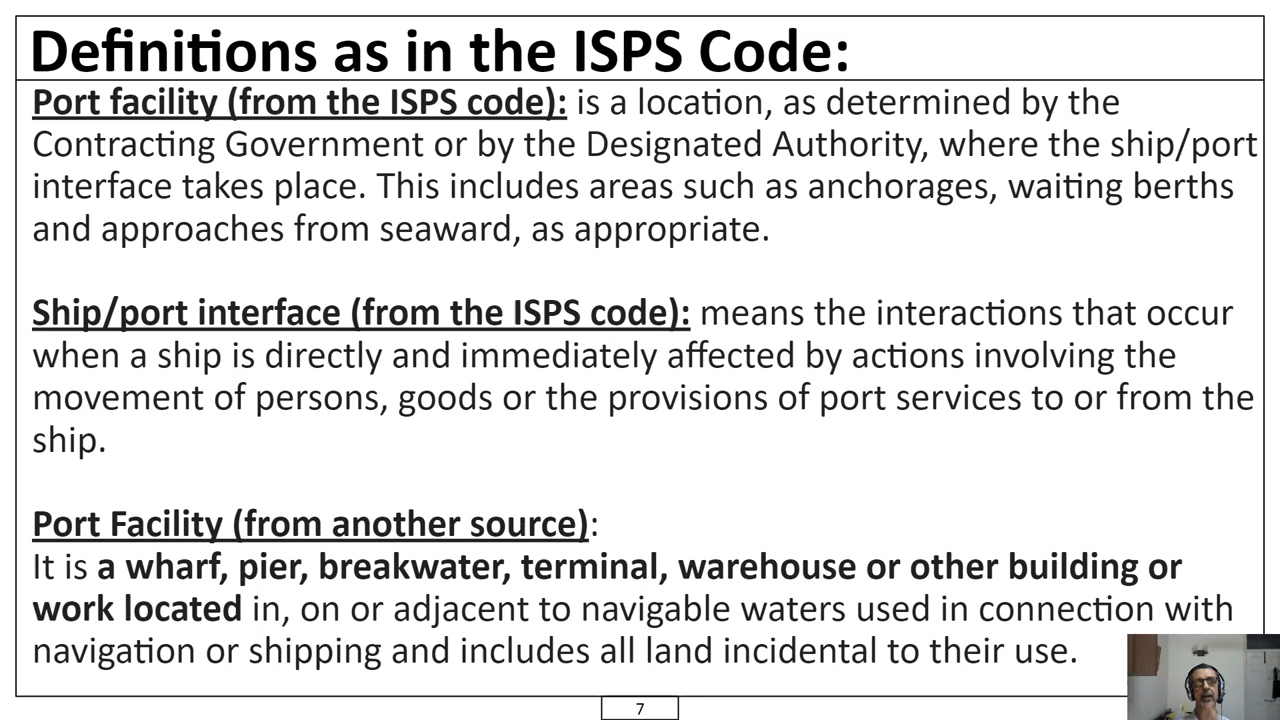 Definitions as in the ISPS Code:
Port facility (from the ISPS code): is a location, as determined by the
Contracting Government or by the Designated Authority, where the ship/port
interface takes place. This includes areas such as anchorages, waiting berths
and approaches from seaward, as appropriate.
Ship/port interface (from the ISPS code): means the interactions that occur
when a ship is directly and immediately affected by actions involving the
movement of persons, goods or the provisions of port services to or from the
ship.
Port Facility (from another source):
It is a wharf, pier, breakwater, terminal, warehouse or other building or
work located in, on or adjacent to navigable waters used in connection with
navigation or shipping and includes all land incidental to their use.
7